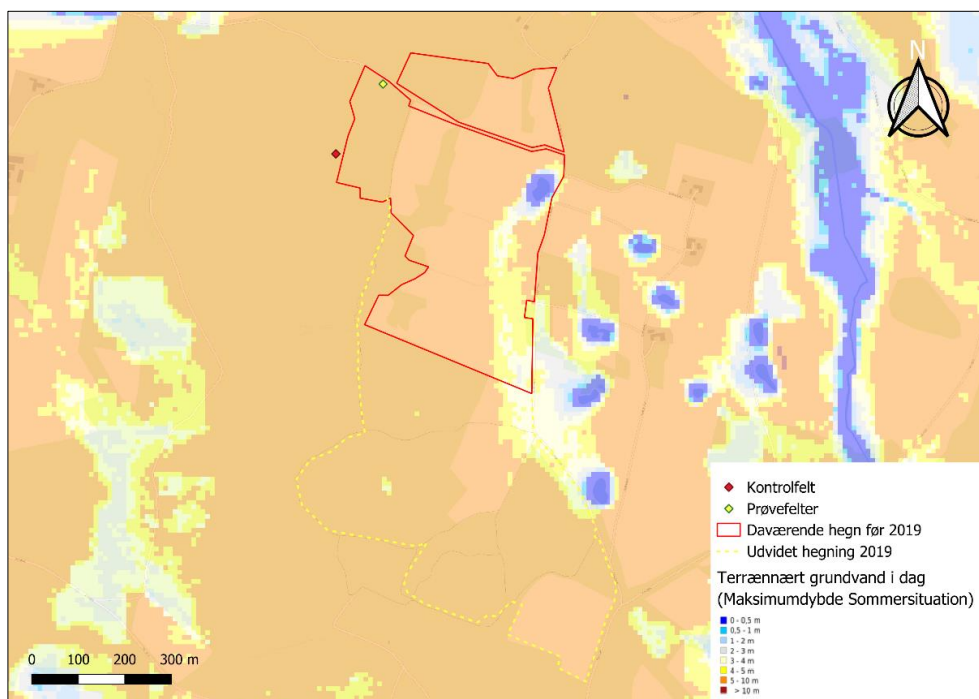 N
Kontrolfelt
Prøvefelter
Daværende hegn før 2019
Udvidet hegning 2019
Terrænnært grundvand i dag
(Maksimumdybde Sommersituation)
0 - 0,5 m
0,5 - 1 m
1 - 2 m
2 - 3 m
3 - 4 m
4 - 5 m
5 - 10 m
> 10 m
0 100 200 300 m